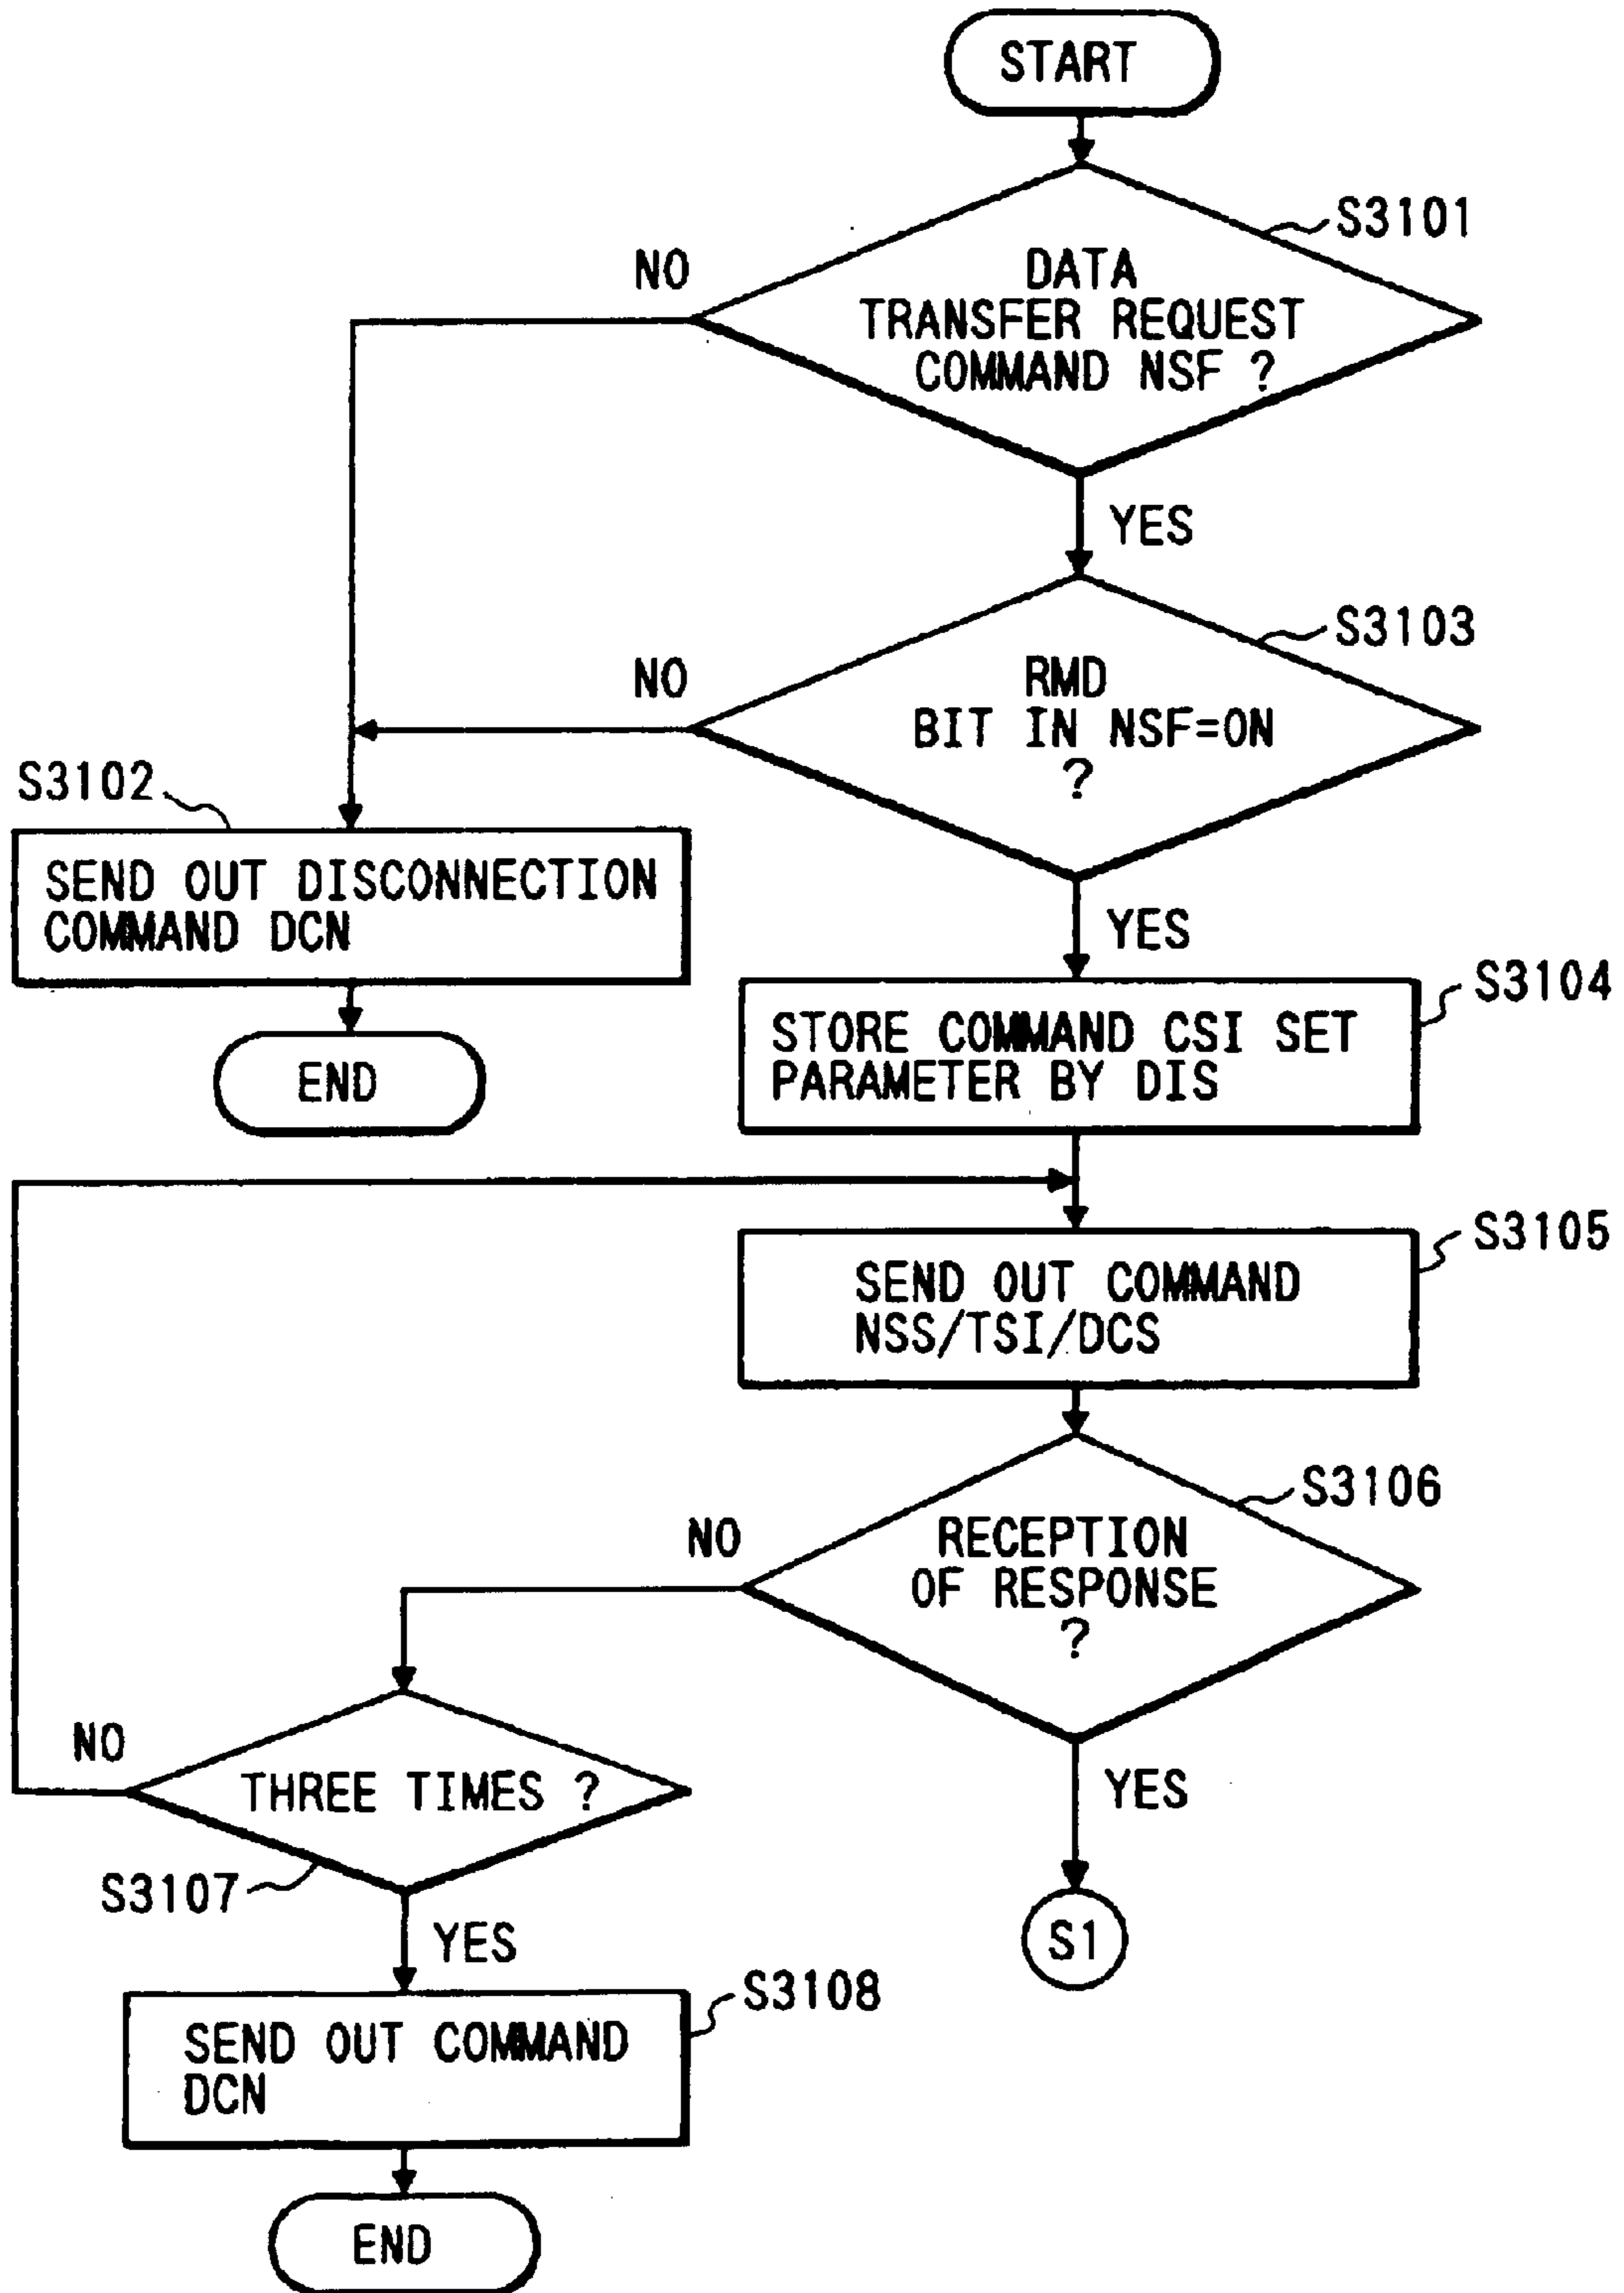 START
S3101
NO
DATA
TRANSFER REQUEST
COMMAND NSF ?
YES
S3103
NO
RMD
BIT IN NSF=ON
?
S3102
SEND OUT DISCONNECTION
COMMAND DCN
YES
S3104
STORE COMMAND CSI SET
PARAMETER BY DIS
END
S3105
SEND OUT COMMAND
NSS/TSI/DCS
S3106
NO
RECEPTION
OF RESPONSE
?
NO
THREE TIMES ?
YES
S3107
YES
S1
S3108
SEND OUT COMMAND
DCN
END